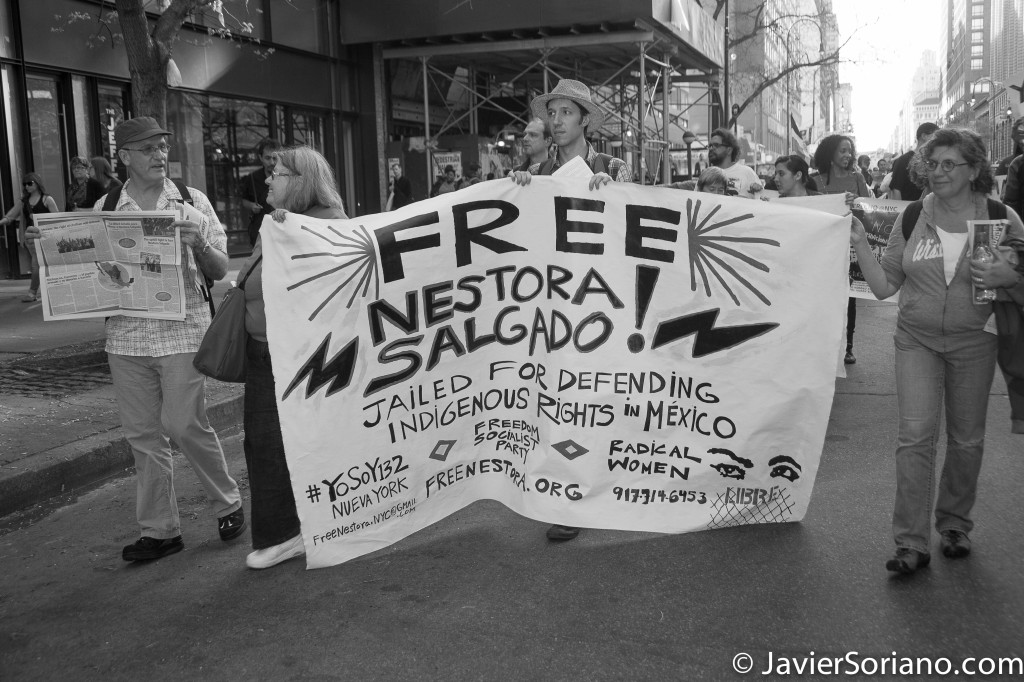 FREE
NESTORA
SALGADO!
JAILED FOR DEFENDING
INDIGENOUS RIGHTS in MÉXICO
FREEDOM
SOCIALIST
PARTY
RADICAL
WOMEN
#YoSoY132
NUEVA YORK
FREENESTORA.ORG
917-914-6453
LIBRE
FreeNestora.NYC@GMAIL
.COM
© JavierSoriano.com